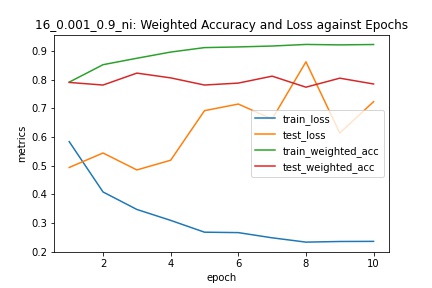 16_0.001_0.9_ni: Weighted Accuracy and Loss against Epochs
0.9
0.8
0.7
0.6
0.5
0.4
0.3
0.2
metrics
train_loss
test_loss
train_weighted_acc
test_weighted_acc
2 4 6 8 10
epoch